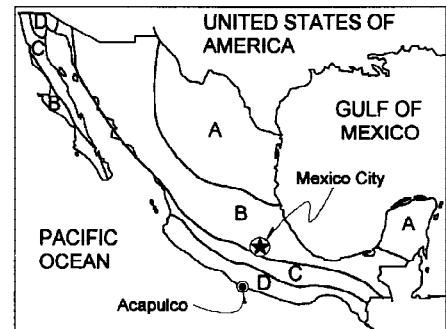 UNITED STATES OF
AMERICA
D
C
B
A
GULF OF
MEXICO
Mexico City
A
B
PACIFIC
OCEAN
C
D
Acapulco